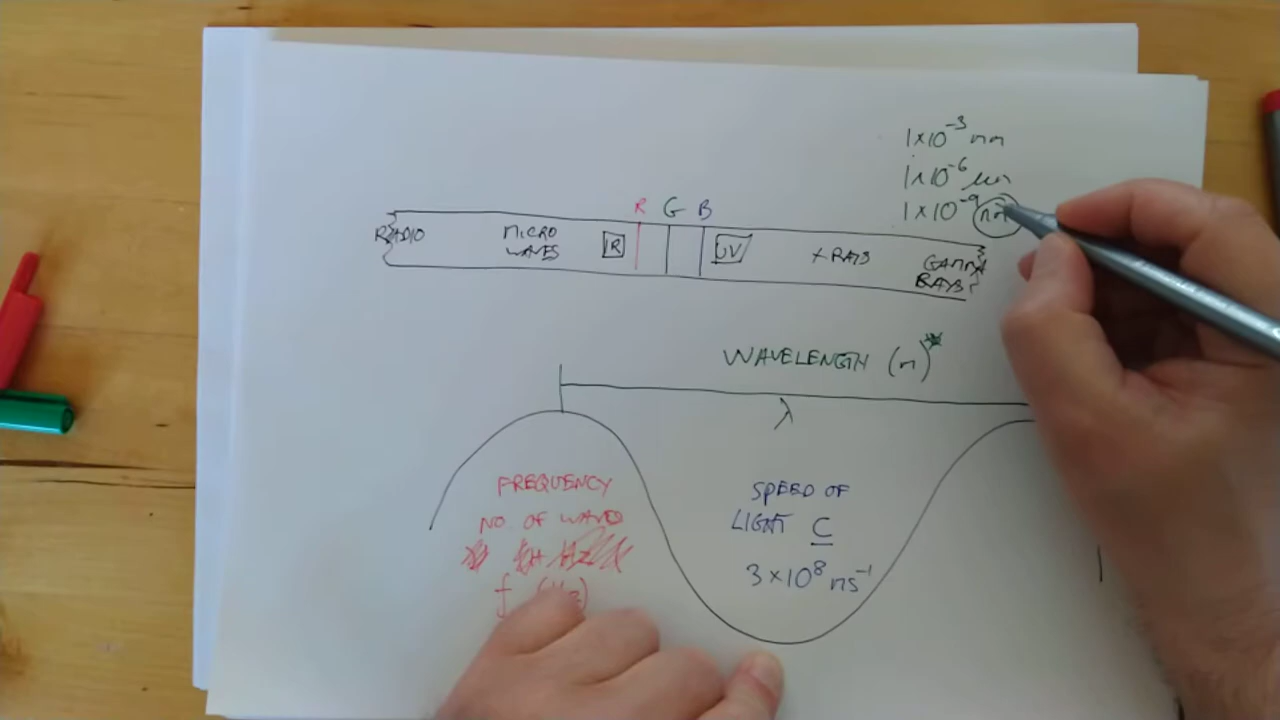 1×10⁻³ mm
1×10⁻⁶ μm
1×10⁻⁹ nm
R G B
RADIO
MICRO
WAVES
IR
UV
X-RAYS
GAMMA
RAYS
WAVELENGTH (m)*
λ
FREQUENCY
NO OF WAVES
f (Hz)
SPEED OF
LIGHT C
3×10⁸ ms⁻¹